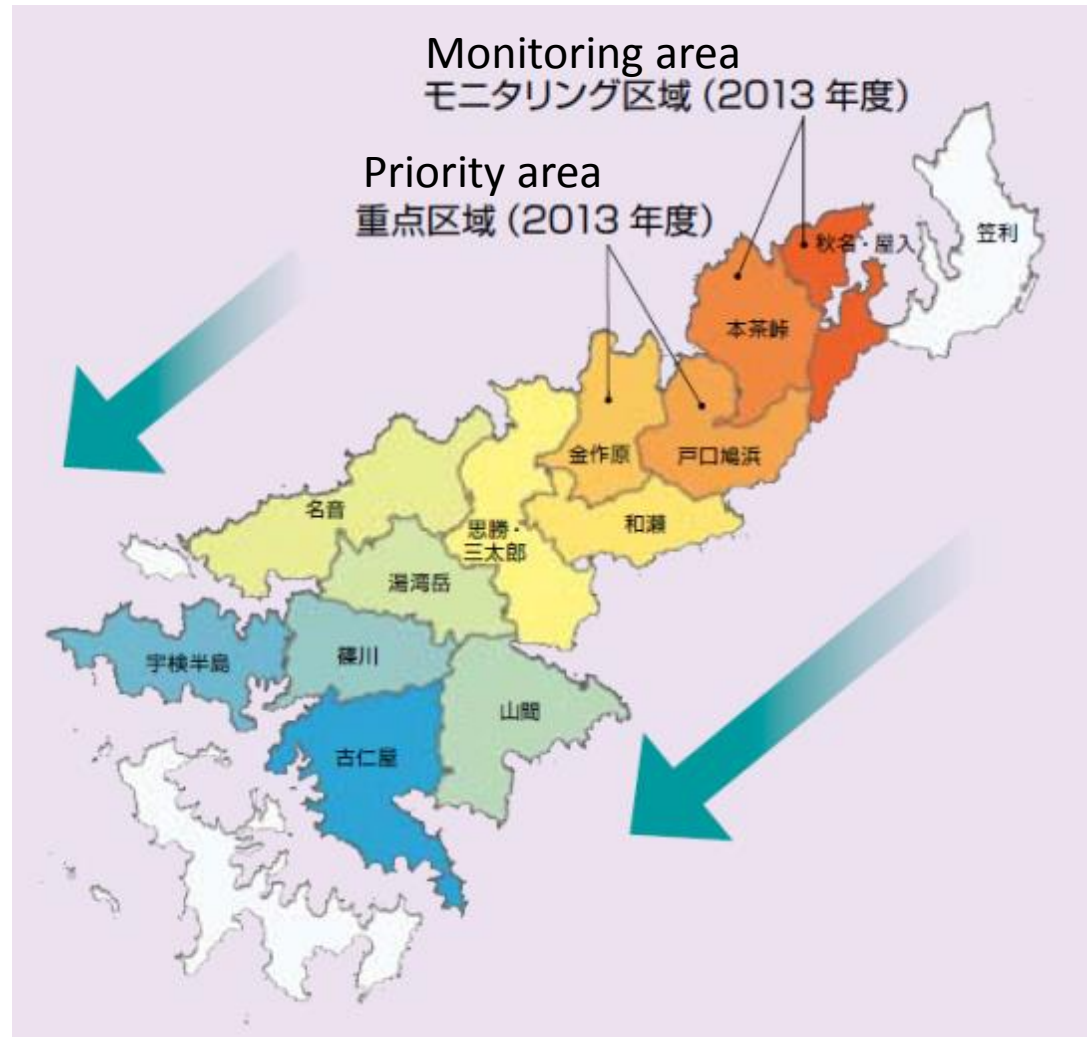 Monitoring area
モニタリング区域（2013 年度）
Priority area
重点区域（2013 年度）
笠利
秋名・屋入
本茶峠
金作原
戸口鳩浜
名音
思勝・
三太郎
和瀬
湯湾岳
宇検半島
篠川
山間
古仁屋